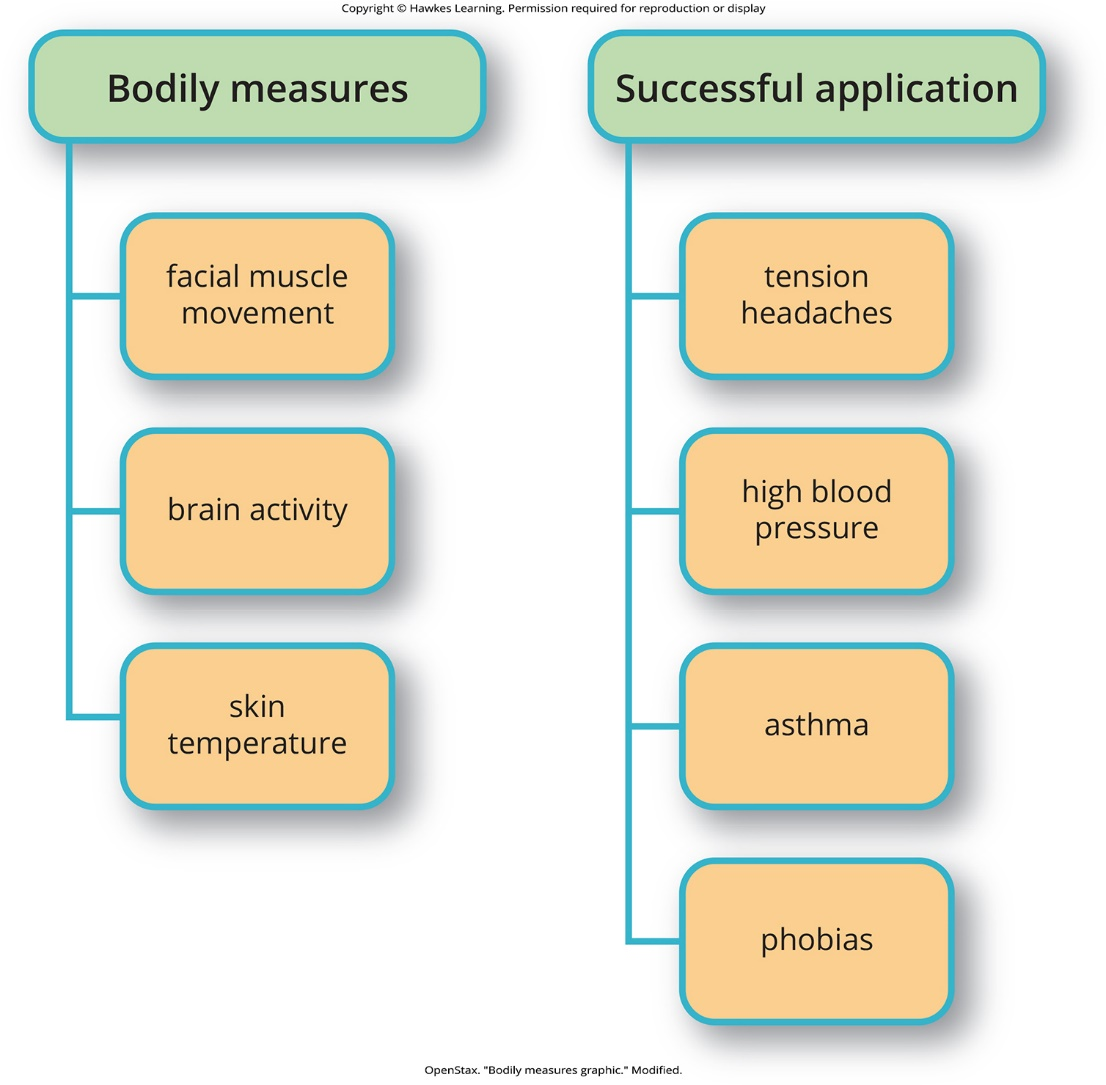 Copyright © Hawkes Learning. Permission required for reproduction or display
Bodily measures
facial muscle
movement
brain activity
skin
temperature
Successful application
tension
headaches
high blood
pressure
asthma
phobias
OpenStax. "Bodily measures graphic." Modified.